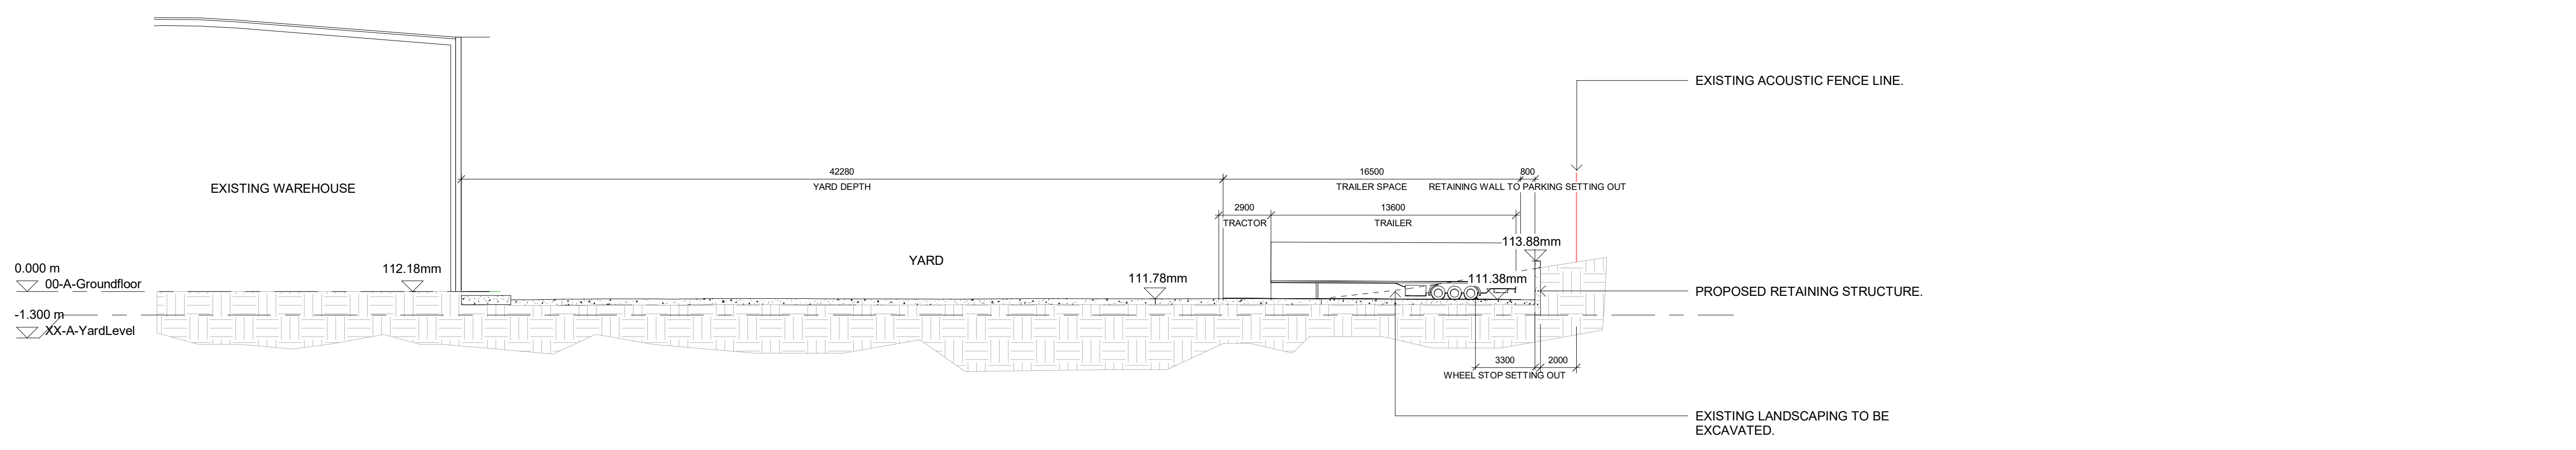 EXISTING ACOUSTIC FENCE LINE.
42280
16500
800
EXISTING WAREHOUSE
YARD DEPTH
TRAILER SPACE
RETAINING WALL TO PARKING SETTING OUT
2900
13600
TRACTOR
TRAILER
113.88mm
YARD
0.000 m
112.18mm
00-A-Groundfloor
111.78mm
111.38mm
PROPOSED RETAINING STRUCTURE.
-1.300 m
XX-A-YardLevel
3300
2000
WHEEL STOP SETTING OUT
EXISTING LANDSCAPING TO BE
EXCAVATED.